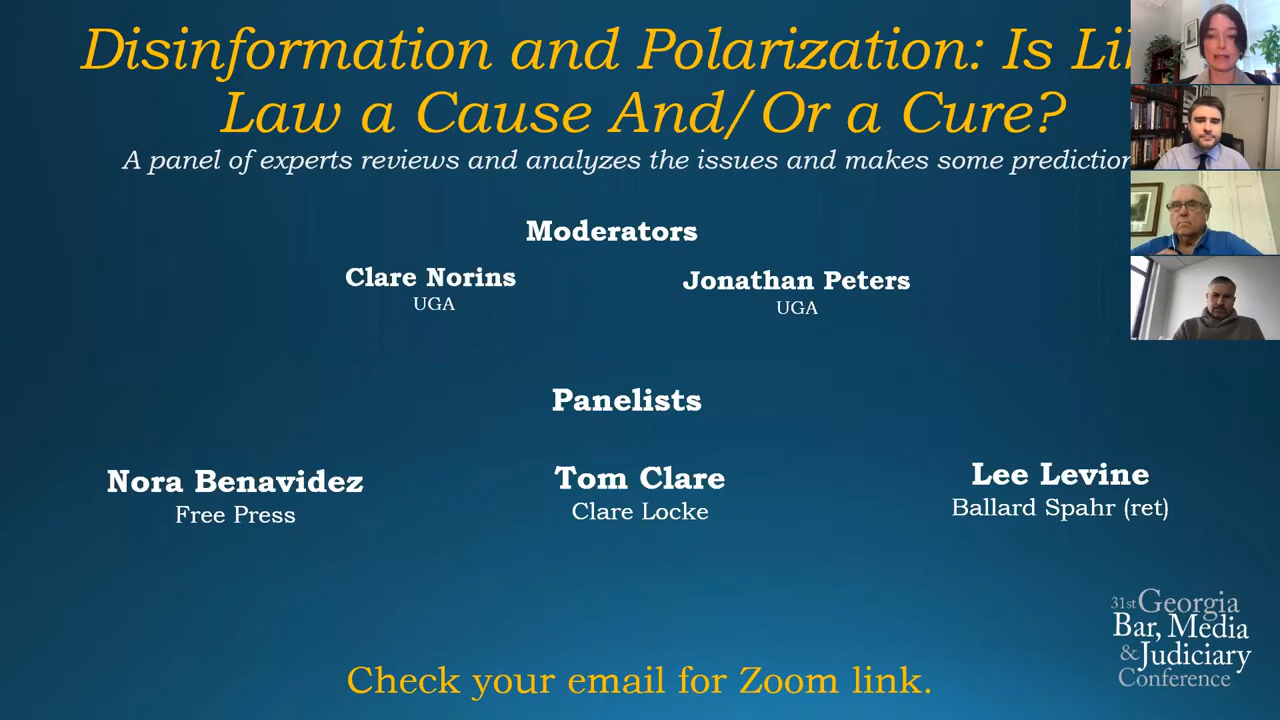 Disinformation and Polarization: Is Li
Law a Cause And/Or a Cure?
A panel of experts reviews and analyzes the issues and makes some prediction
Moderators
Clare Norins
UGA
Jonathan Peters
UGA
Panelists
Nora Benavidez
Free Press
Tom Clare
Clare Locke
Lee Levine
Ballard Spahr (ret)
31st Georgia
Bar, Media
& Judiciary
Conference
Check your email for Zoom link.